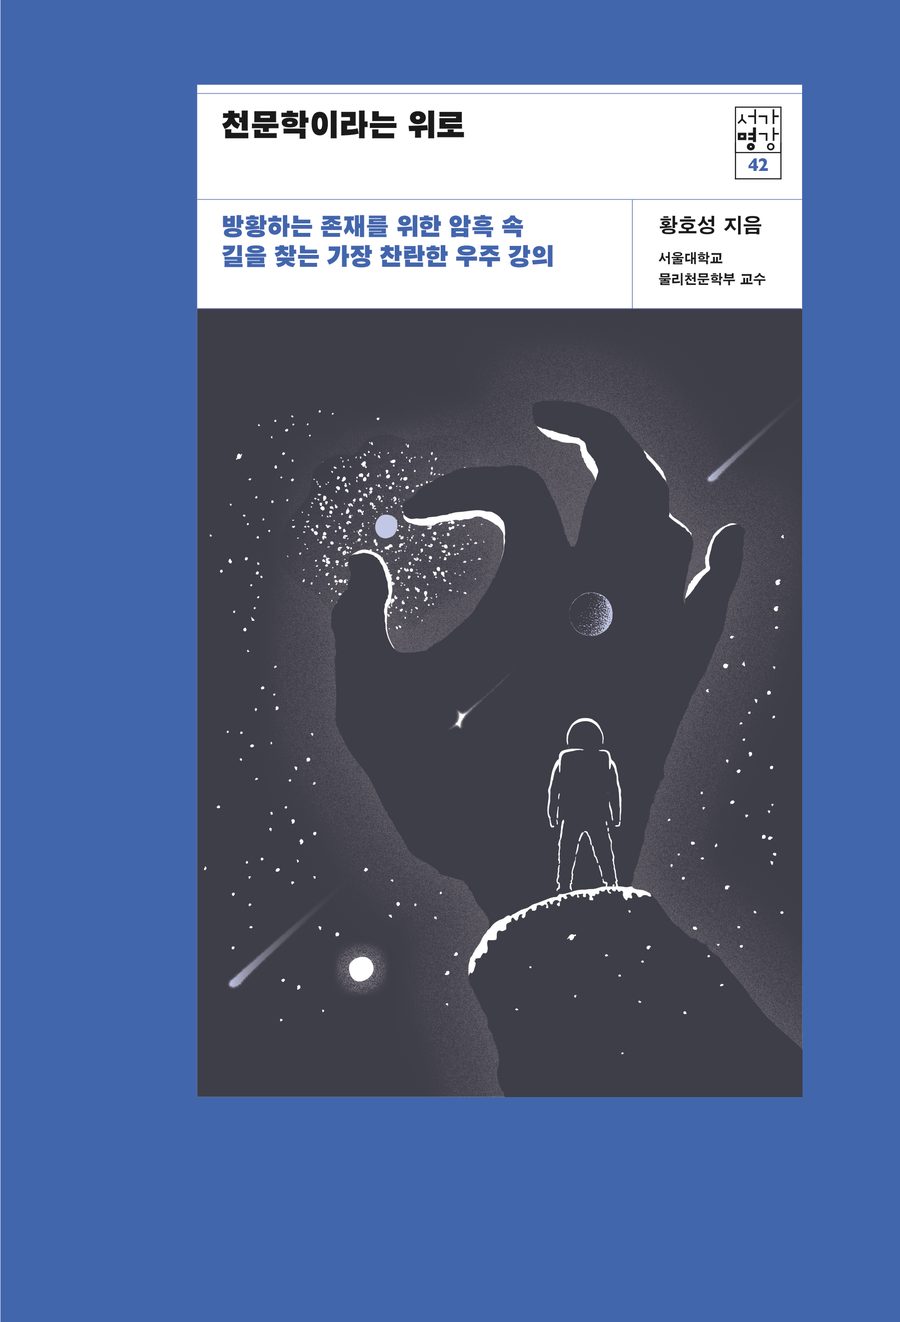 천문학이라는 위로
서가
명강
42
방황하는 존재를 위한 암흑 속
길을 찾는 가장 찬란한 우주 강의
황호성 지음
서울대학교
물리천문학부 교수